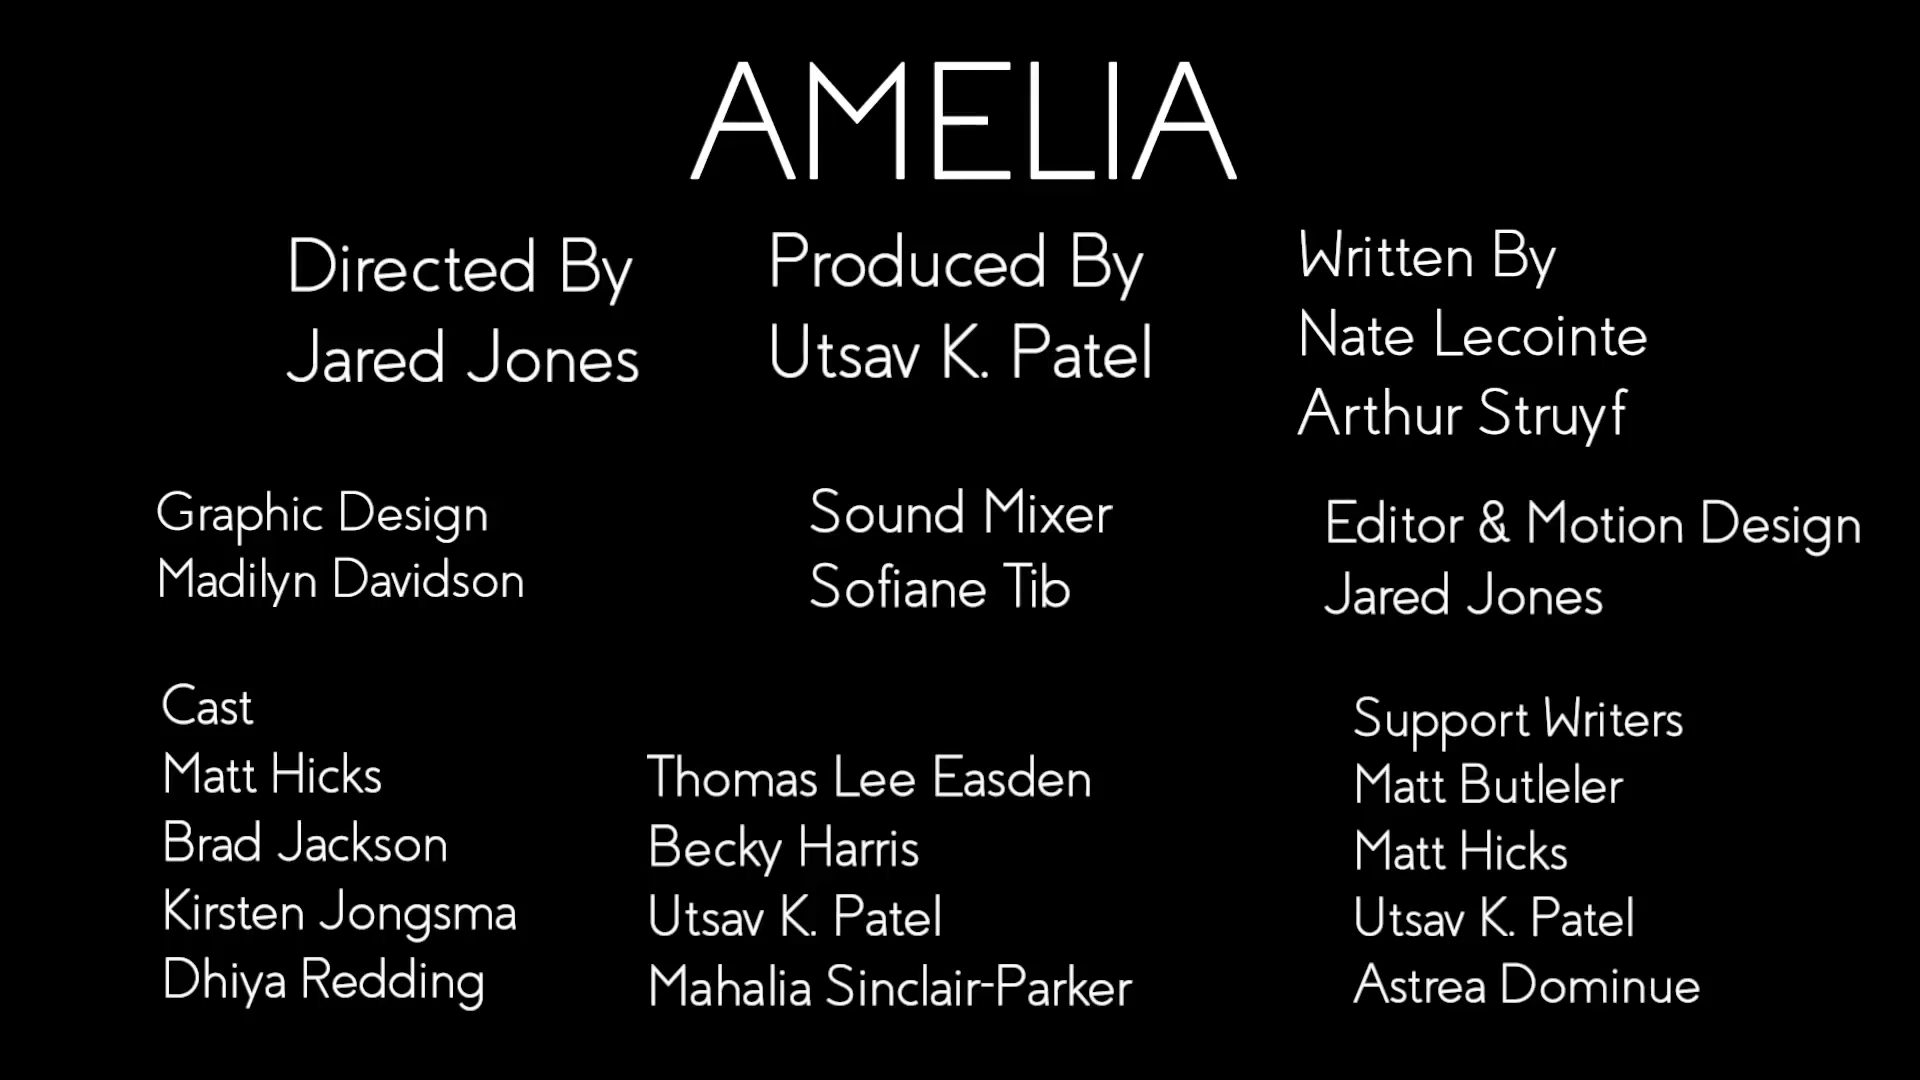 AMELIA
Directed By
Jared Jones
Produced By
Utsav K. Patel
Written By
Nate Lecointe
Arthur Struyf
Graphic Design
Madilyn Davidson
Sound Mixer
Sofiane Tib
Editor & Motion Design
Jared Jones
Cast
Matt Hicks
Brad Jackson
Kirsten Jongsma
Dhiya Redding
Thomas Lee Easden
Becky Harris
Utsav K. Patel
Mahalia Sinclair-Parker
Support Writers
Matt Butleler
Matt Hicks
Utsav K. Patel
Astrea Dominue